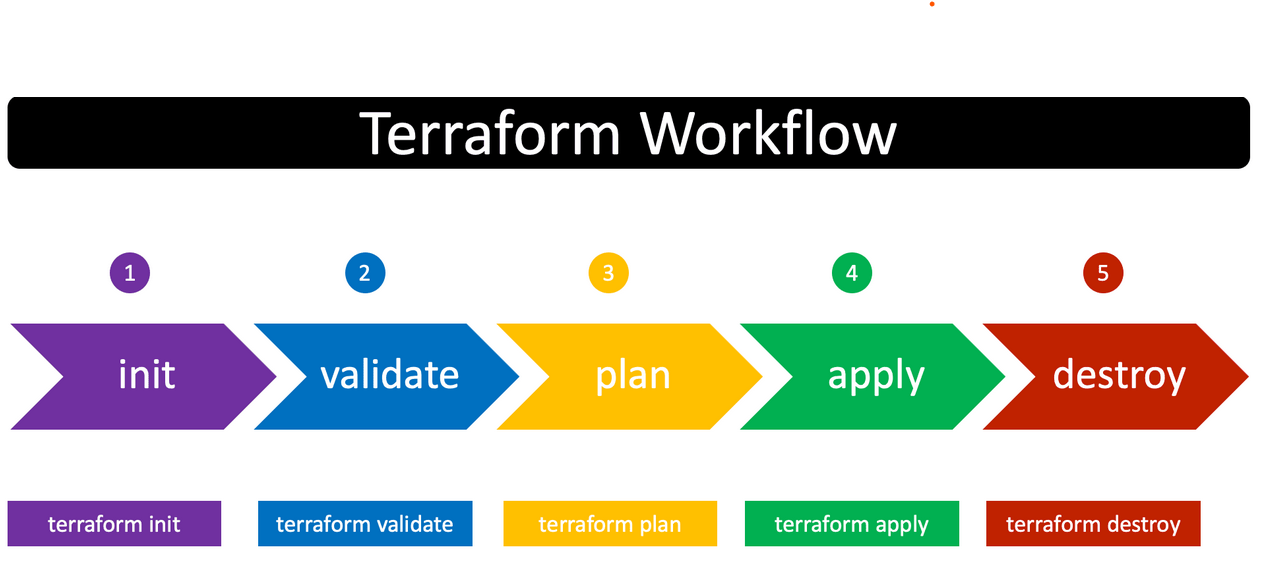 Terraform Workflow
1 2 3 4 5
init validate plan apply destroy
terraform init terraform validate terraform plan terraform apply terraform destroy